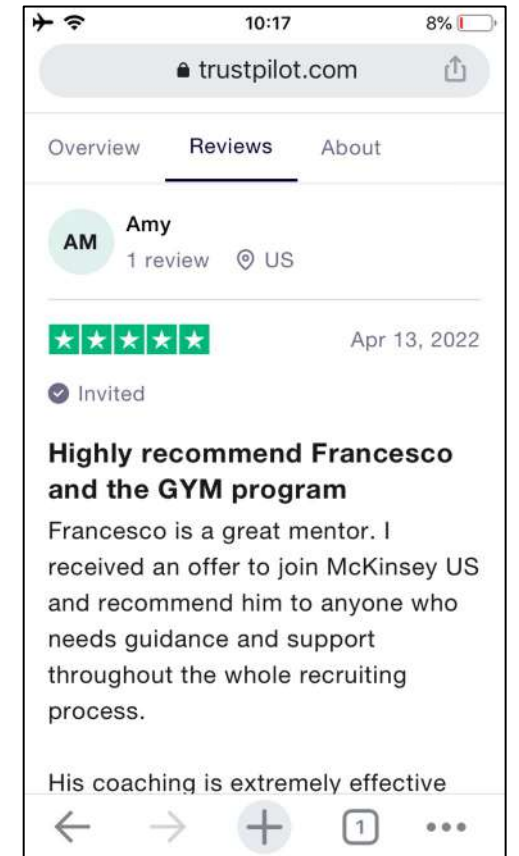 10:17 8%
trustpilot.com
Overview Reviews About
AM
Amy
1 review US
Apr 13, 2022
Invited
Highly recommend Francesco
and the GYM program
Francesco is a great mentor. I
received an offer to join McKinsey US
and recommend him to anyone who
needs guidance and support
throughout the whole recruiting
process.
His coaching is extremely effective
1